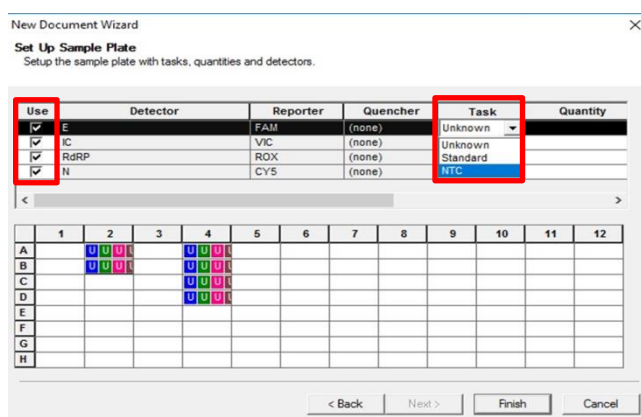 New Document Wizard
Set Up Sample Plate
Setup the sample plate with tasks, quantities and detectors.
Use Detector Reporter Quencher Task Quantity
E FAM (none) Unknown
IC VIC (none) Unknown
RdRP ROX (none) Standard
N CY5 (none) NTC
1 2 3 4 5 6 7 8 9 10 11 12
A U U U U U U U U
B U U U U U U U U
C U U U U
D U U U U
E
F
G
H
< Back Next > Finish Cancel